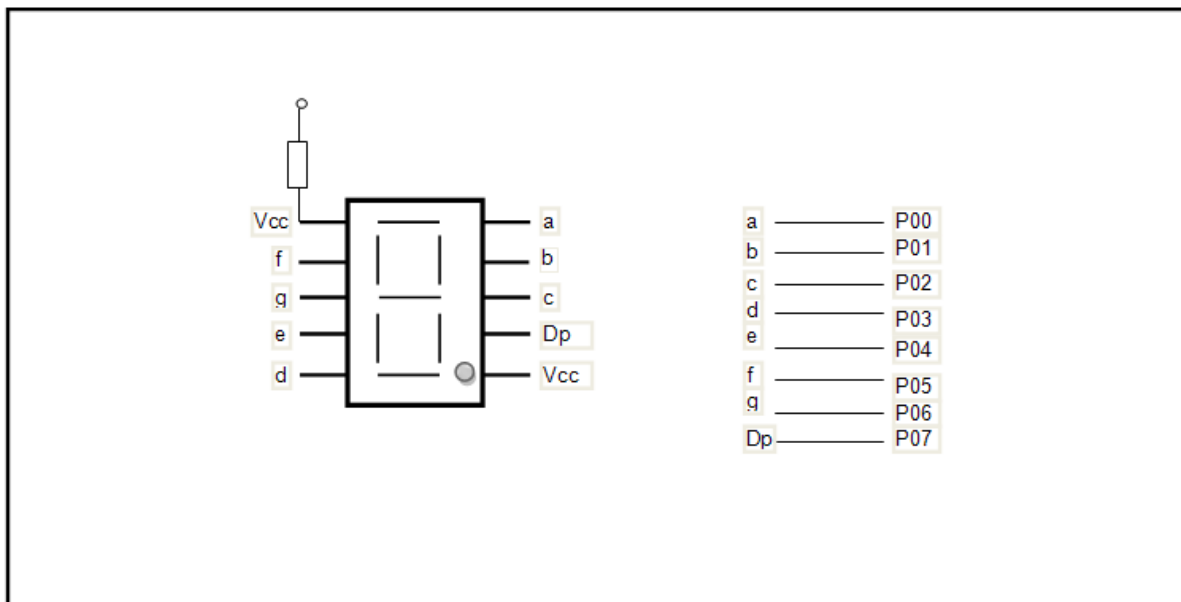 Vcc
f
g
e
d
a
b
c
Dp
Vcc
a P00
b P01
c P02
d P03
e P04
f P05
g P06
Dp P07